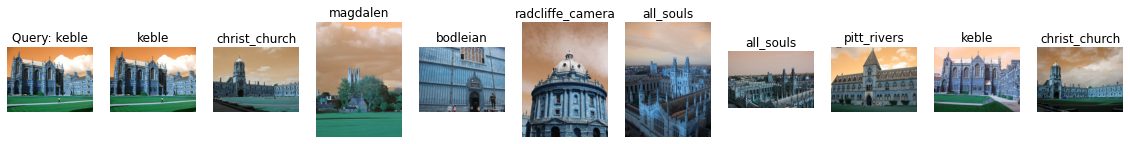 Query: keble
keble
christ_church
magdalen
bodleian
radcliffe_camera
all_souls
all_souls
pitt_rivers
keble
christ_church